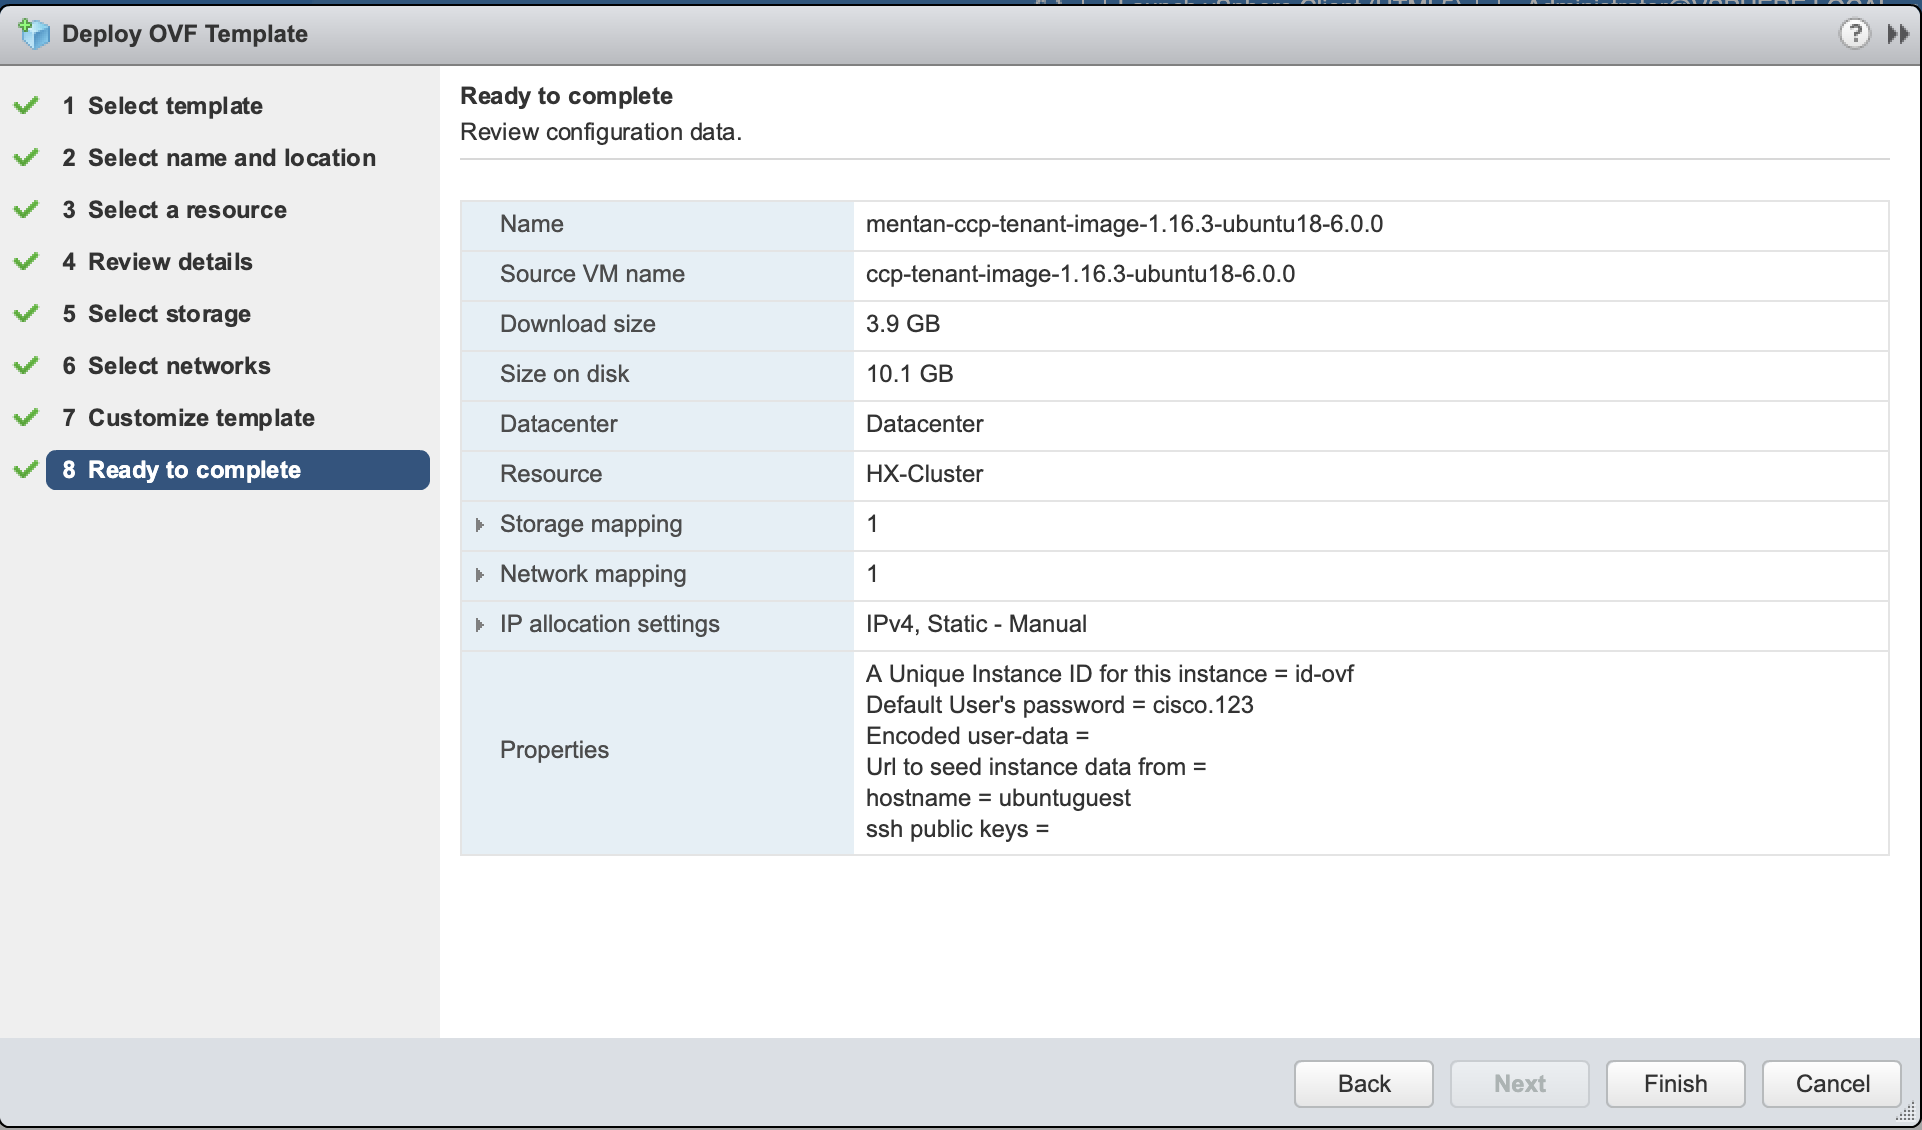 Deploy OVF Template
?
1 Select template
2 Select name and location
3 Select a resource
4 Review details
5 Select storage
6 Select networks
7 Customize template
8 Ready to complete
Ready to complete
Review configuration data.
Name mentan-ccp-tenant-image-1.16.3-ubuntu18-6.0.0
Source VM name ccp-tenant-image-1.16.3-ubuntu18-6.0.0
Download size 3.9 GB
Size on disk 10.1 GB
Datacenter Datacenter
Resource HX-Cluster
Storage mapping 1
Network mapping 1
IP allocation settings IPv4, Static - Manual
Properties
A Unique Instance ID for this instance = id-ovf
Default User's password = cisco.123
Encoded user-data =
Url to seed instance data from =
hostname = ubuntuguest
ssh public keys =
Back Next Finish Cancel